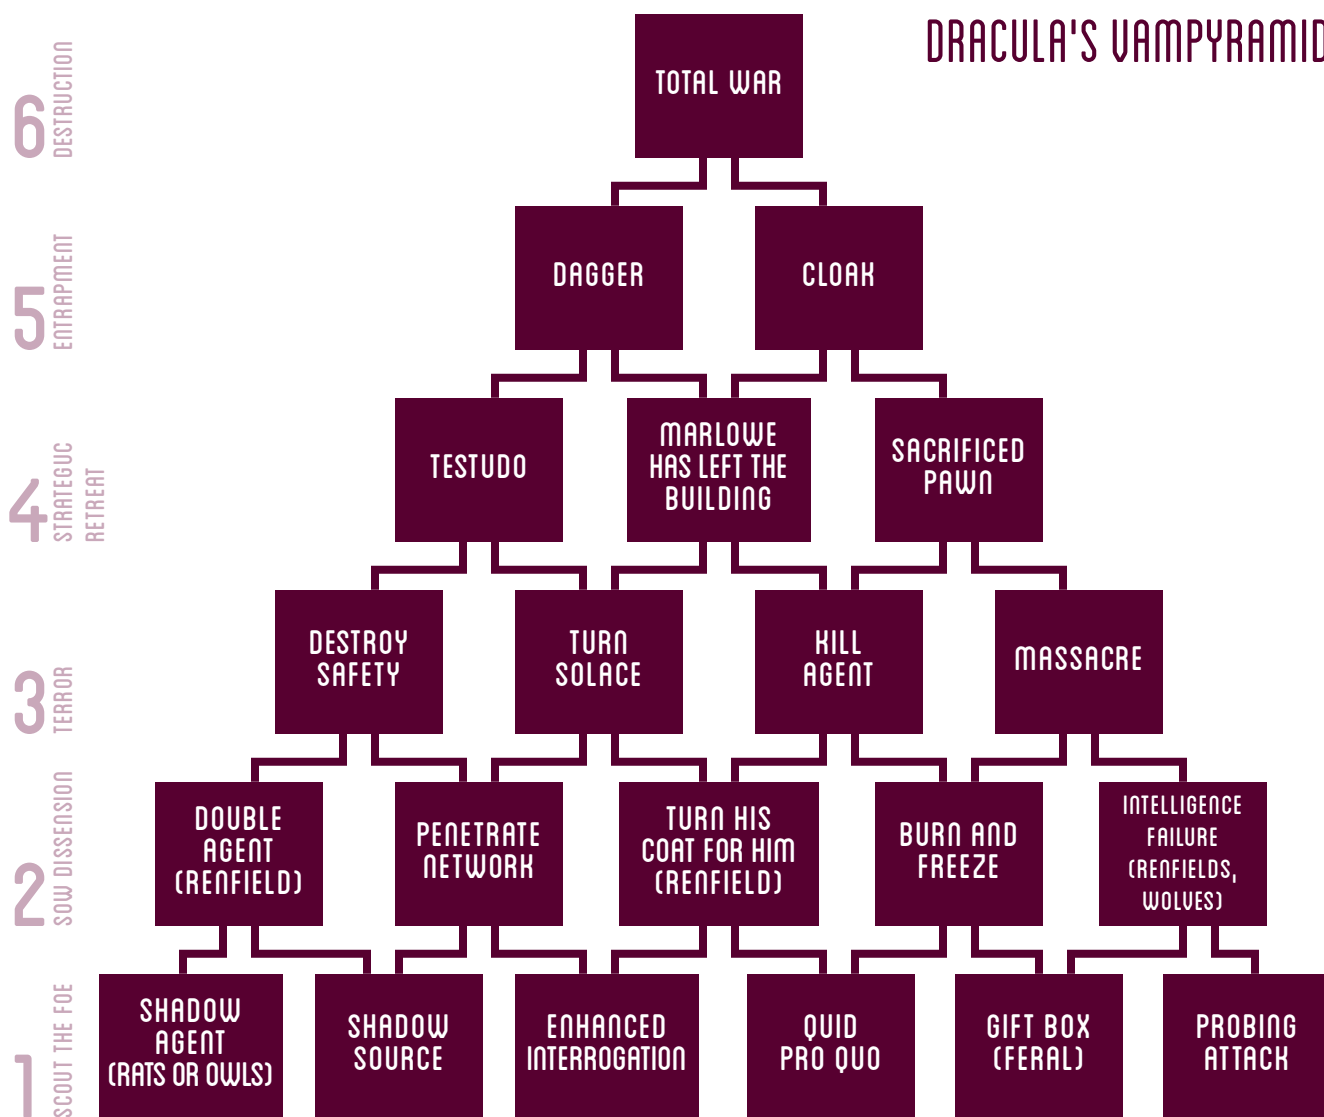 DRACULA'S VAMPYRAMID
6 DESTRUCTION
TOTAL WAR
5 ENTRAPMENT
DAGGER
CLOAK
4 STRATEGUC
RETREAT
TESTUDO
MARLOWE
HAS LEFT THE
BUILDING
SACRIFICED
PAWN
3 TERROR
DESTROY
SAFETY
TURN
SOLACE
KILL
AGENT
MASSACRE
2 SOW DISSENSION
DOUBLE
AGENT
(RENFIELD)
PENETRATE
NETWORK
TURN HIS
COAT FOR HIM
(RENFIELD)
BURN AND
FREEZE
INTELLIGENCE
FAILURE
(RENFIELDS,
WOLVES)
1 SCOUT THE FOE
SHADOW
AGENT
(RATS OR OWLS)
SHADOW
SOURCE
ENHANCED
INTERROGATION
QUID
PRO QUO
GIFT BOX
(FERAL)
PROBING
ATTACK